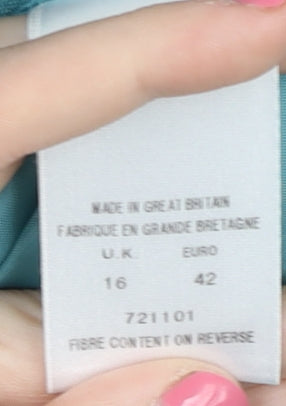 MADE IN GREAT BRITAIN
FABRIQUE EN GRANDE BRETAGNE
U.K. EURO
16 42
721101
FIBRE CONTENT ON REVERSE